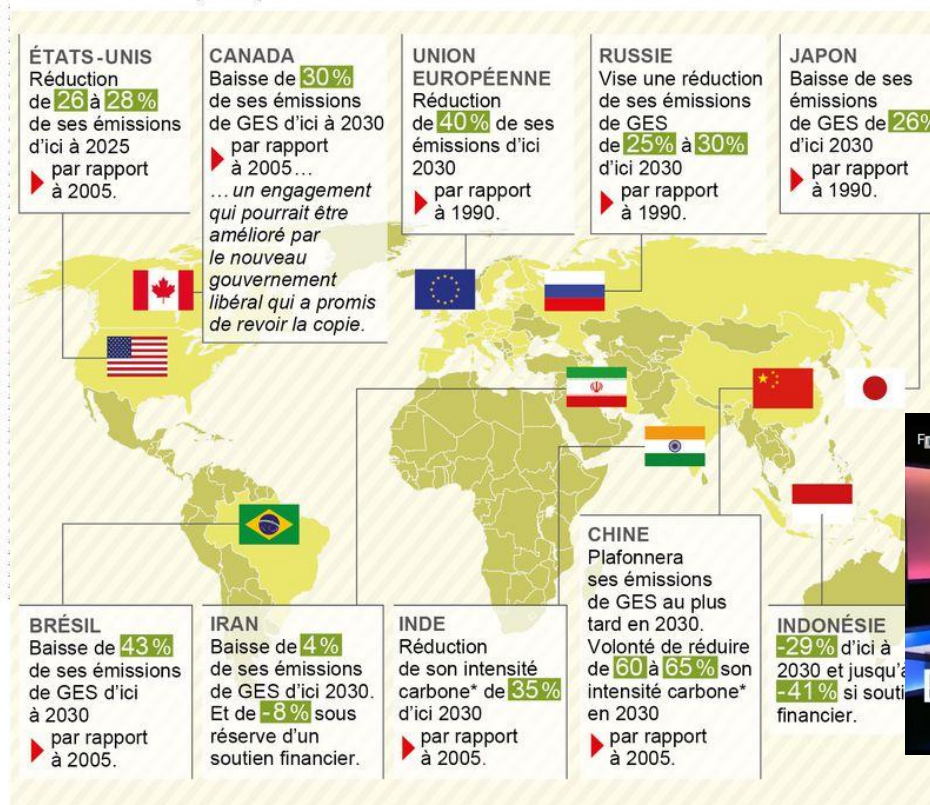 ÉTATS-UNIS
Réduction
de 26 à 28%
de ses émissions
d'ici à 2025
par rapport
à 2005.
CANADA
Baisse de 30%
de ses émissions
de GES d'ici à 2030
par rapport
à 2005...
...un engagement
qui pourrait être
amélioré par
le nouveau
gouvernement
libéral qui a promis
de revoir la copie.
UNION
EUROPÉENNE
Réduction
de 40% de ses
émissions d'ici
2030
par rapport
à 1990.
RUSSIE
Vise une réduction
de ses émissions
de GES
de 25% à 30%
d'ici 2030
par rapport
à 1990.
JAPON
Baisse de ses
émissions
de GES de 26%
d'ici 2030
par rapport
à 1990.
BRÉSIL
Baisse de 43%
de ses émissions
de GES d'ici
à 2030
par rapport
à 2005.
IRAN
Baisse de 4%
de ses émissions
de GES d'ici 2030.
Et de -8% sous
réserve d'un
soutien financier.
INDE
Réduction
de son intensité
carbone* de 35%
d'ici 2030
par rapport
à 2005.
CHINE
Plafonnera
ses émissions
de GES au plus
tard en 2030.
Volonté de réduire
de 60 à 65% son
intensité carbone*
en 2030
par rapport
à 2005.
INDONÉSIE
-29% d'ici à
2030 et jusqu'à
-41% si
financier.